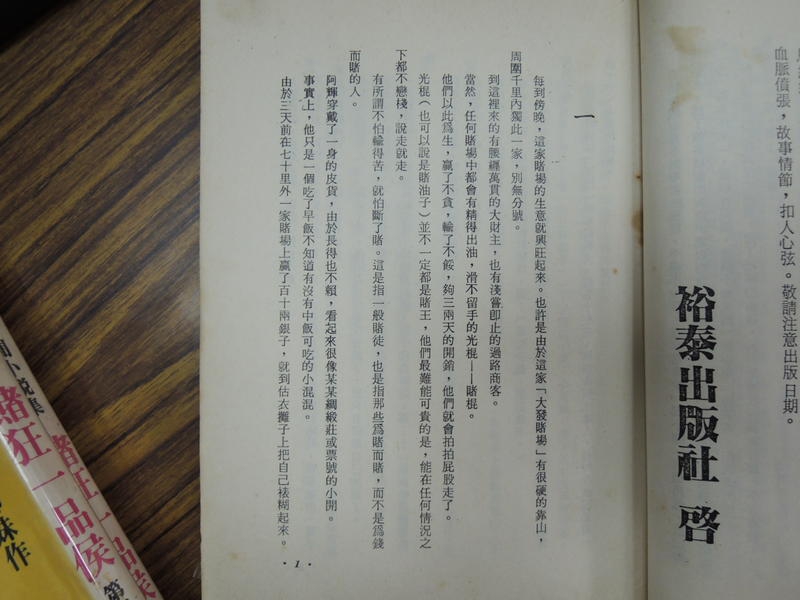 血脈僨張，故事情節，扣人心弦。敬請注意出版日期。
裕泰出版社 啓
一
每到傍晚，這家賭場的生意就興旺起來。也許是由於這家「大發賭場」有很硬的靠山，
周圍千里內獨此一家，別無分號。
到這裡來的有腰纏萬貫的大財主，也有淺嘗卽止的過路商客。
當然，任何賭場中都會有精得出油，滑不留手的光棍——賭棍。
他們以此爲生，贏了不貪，輸了不餒，夠三兩天的開銷，他們就會拍拍屁股走了。
光棍（也可以說是賭油子）並不一定都是賭王，他們最難能可貴的是，能在任何情況之
下都不戀棧，說走就走。
有所謂不怕輸得苦，就怕斷了賭。這是指一般賭徒，也是指那些爲賭而賭，而不是爲錢
而賭的人。
阿輝穿戴了一身的皮貨，由於長得也不賴，看起來很像某某綢緞莊或票號的小開。
事實上，他只是一個吃了早飯不知道有沒有中飯可吃的小混混。
由於三天前在七十里外一家賭場上贏了百十兩銀子，就到估衣攤子上把自己裱糊起來。
·1·
小說集
賭狂一品侯
賭狂一品侯
第
作